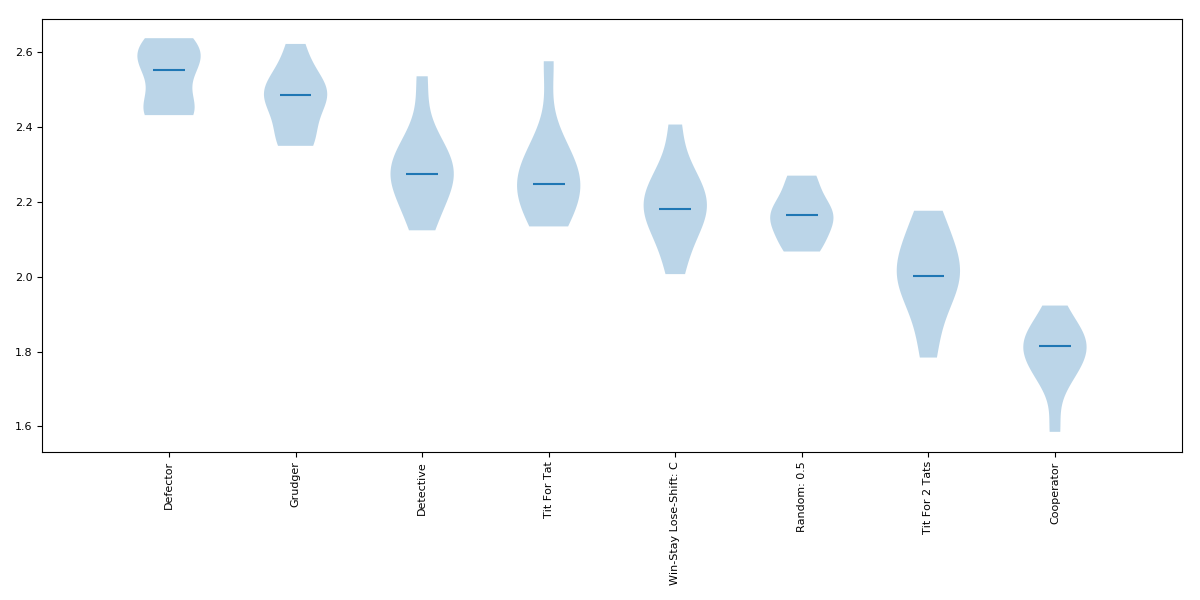 2.6
2.4
2.2
2.0
1.8
1.6
Defector
Grudger
Detective
Tit For Tat
Win-Stay Lose-Shift: C
Random: 0.5
Tit For 2 Tats
Cooperator